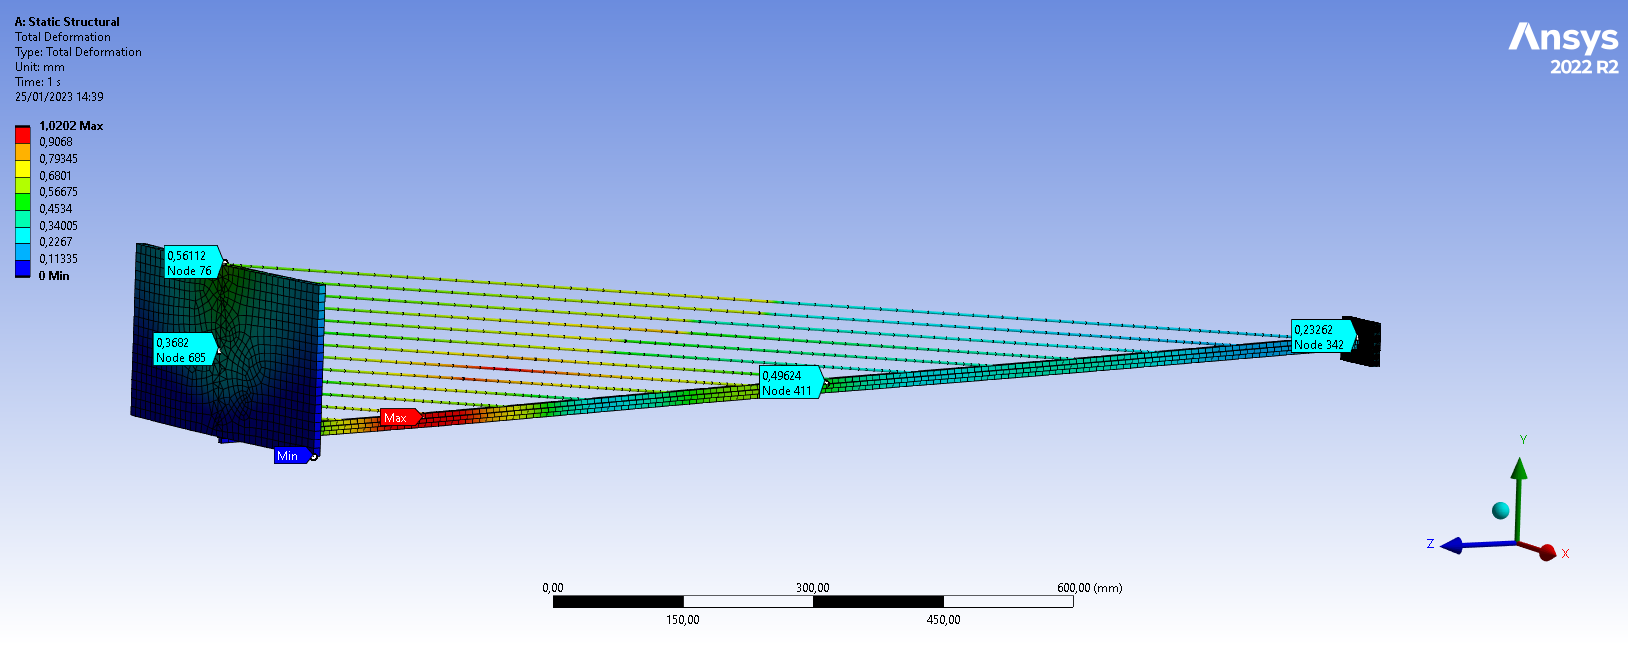 A: Static Structural
Total Deformation
Type: Total Deformation
Unit: mm
Time: 1 s
25/01/2023 14:39
1,0202 Max
0,9068
0,79345
0,6801
0,56675
0,4534
0,34005
0,2267
0,11335
0 Min
Ansys
2022 R2
0,56112
Node 76
0,3682
Node 685
0,23262
Node 342
0,49624
Node 411
Max
Min
Y
Z
X
0,00
300,00
600,00 (mm)
150,00
450,00